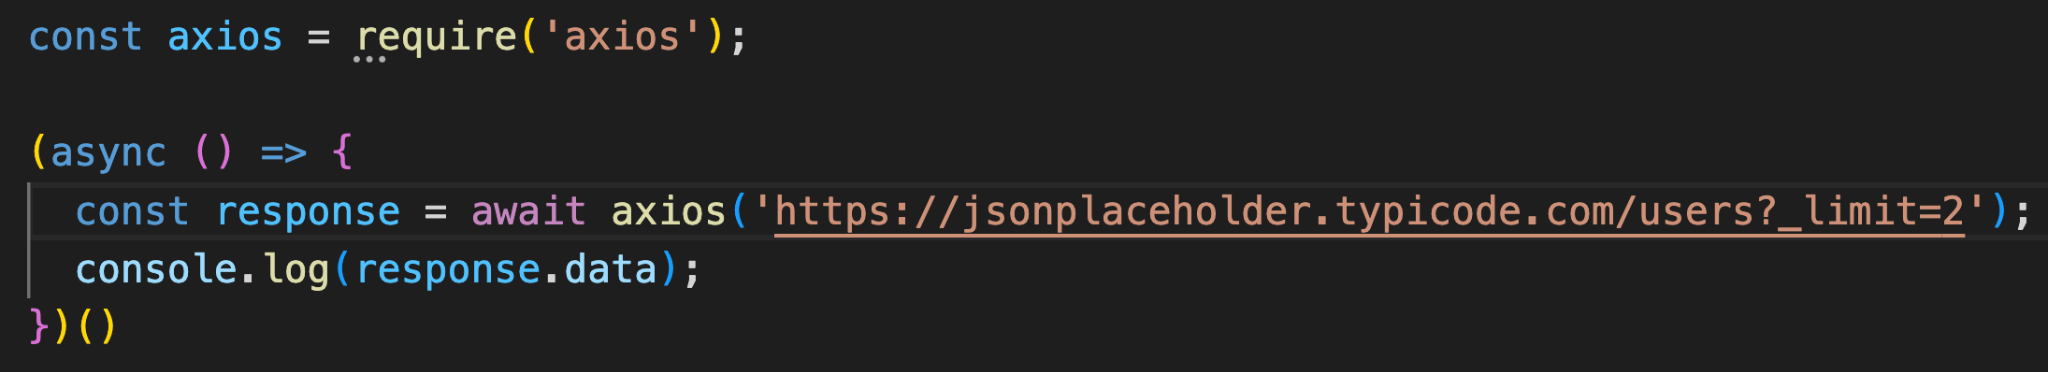 const axios = require('axios');
(async () => {
const response = await axios('https://jsonplaceholder.typicode.com/users?_limit=2');
console.log(response.data);
})()